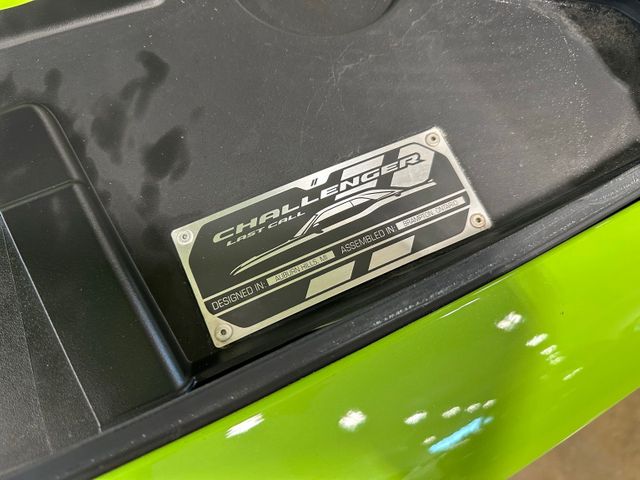 CHALLENGER
LAST CALL
DESIGNED IN: AUBURN HILLS, MI ASSEMBLED IN: BRAMPTON, ONTARIO